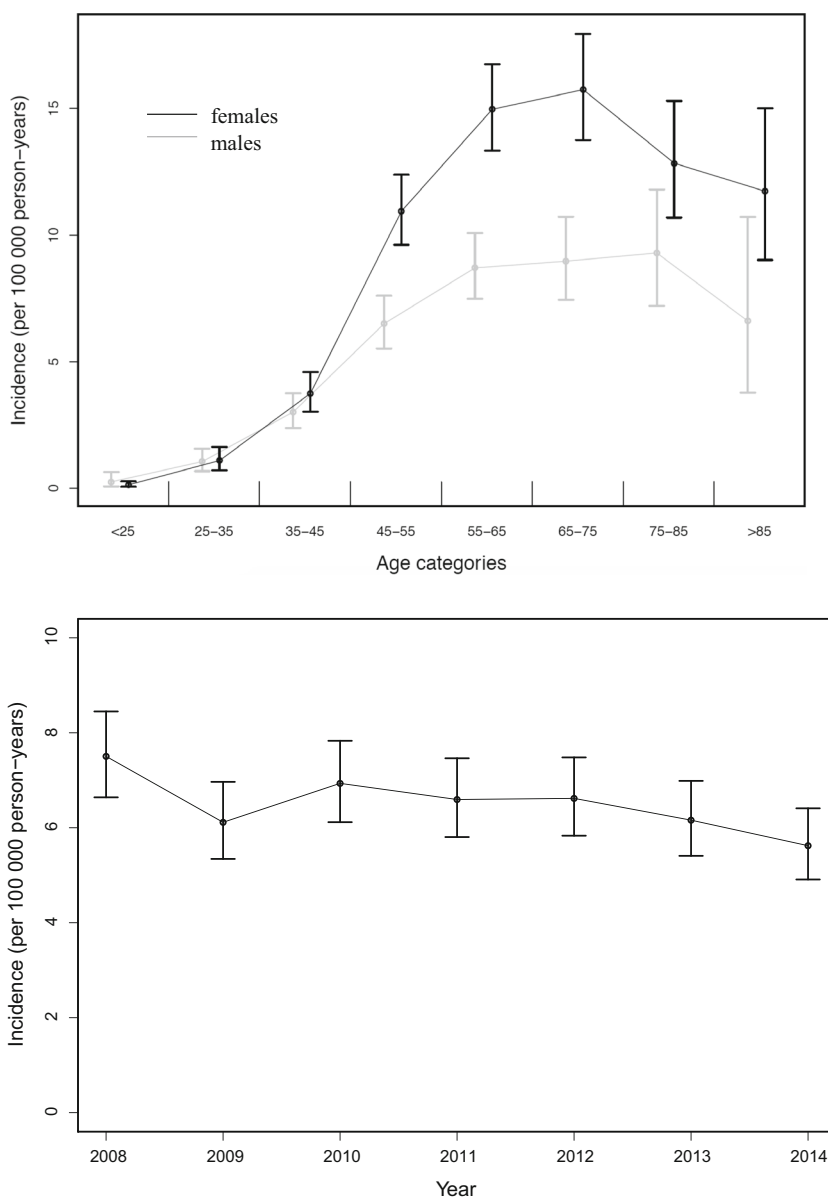 Incidence (per 100 000 person−years)
15
10
5
0
females
males
<25 25−35 35−45 45−55 55−65 65−75 75−85 >85
Age categories
Incidence (per 100 000 person−years)
10
8
6
4
2
0
2008 2009 2010 2011 2012 2013 2014
Year